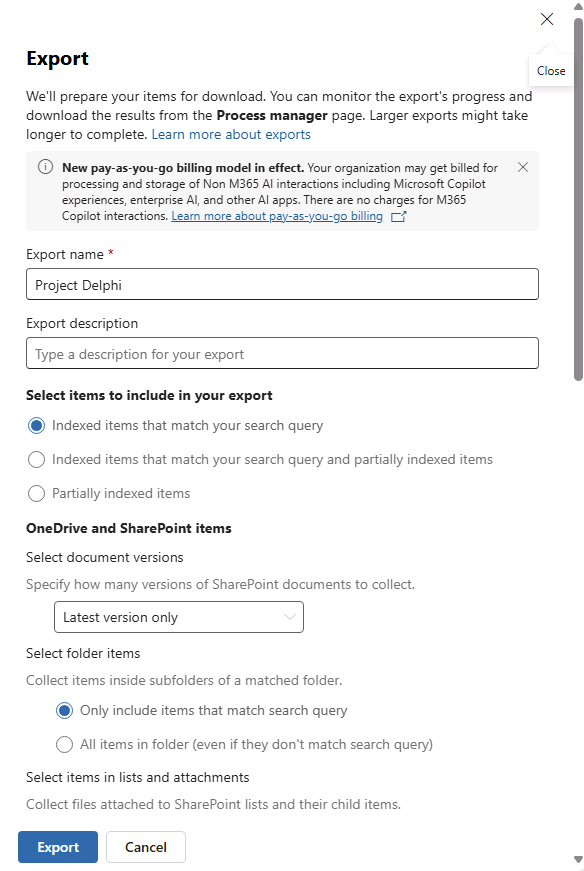 Close
Export
We'll prepare your items for download. You can monitor the export's progress and
download the results from the Process manager page. Larger exports might take
longer to complete. Learn more about exports
New pay-as-you-go billing model in effect. Your organization may get billed for
processing and storage of Non M365 AI interactions including Microsoft Copilot
experiences, enterprise AI, and other AI apps. There are no charges for M365
Copilot interactions. Learn more about pay-as-you-go billing
Export name *
Project Delphi
Export description
Type a description for your export
Select items to include in your export
Indexed items that match your search query
Indexed items that match your search query and partially indexed items
Partially indexed items
OneDrive and SharePoint items
Select document versions
Specify how many versions of SharePoint documents to collect.
Latest version only
Select folder items
Collect items inside subfolders of a matched folder.
Only include items that match search query
All items in folder (even if they don't match search query)
Select items in lists and attachments
Collect files attached to SharePoint lists and their child items.
Export
Cancel